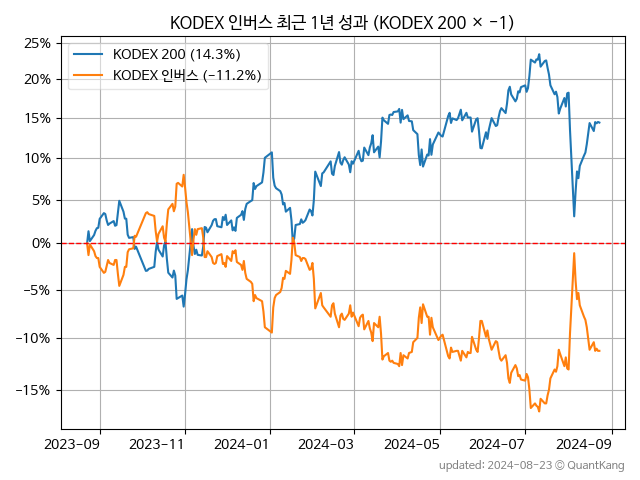 KODEX 인버스 최근 1년 성과 (KODEX 200 × -1)
25%
20%
15%
10%
5%
0%
-5%
-10%
-15%
KODEX 200 (14.3%)
KODEX 인버스 (-11.2%)
2023-09 2023-11 2024-01 2024-03 2024-05 2024-07 2024-09
updated: 2024-08-23 © QuantKang